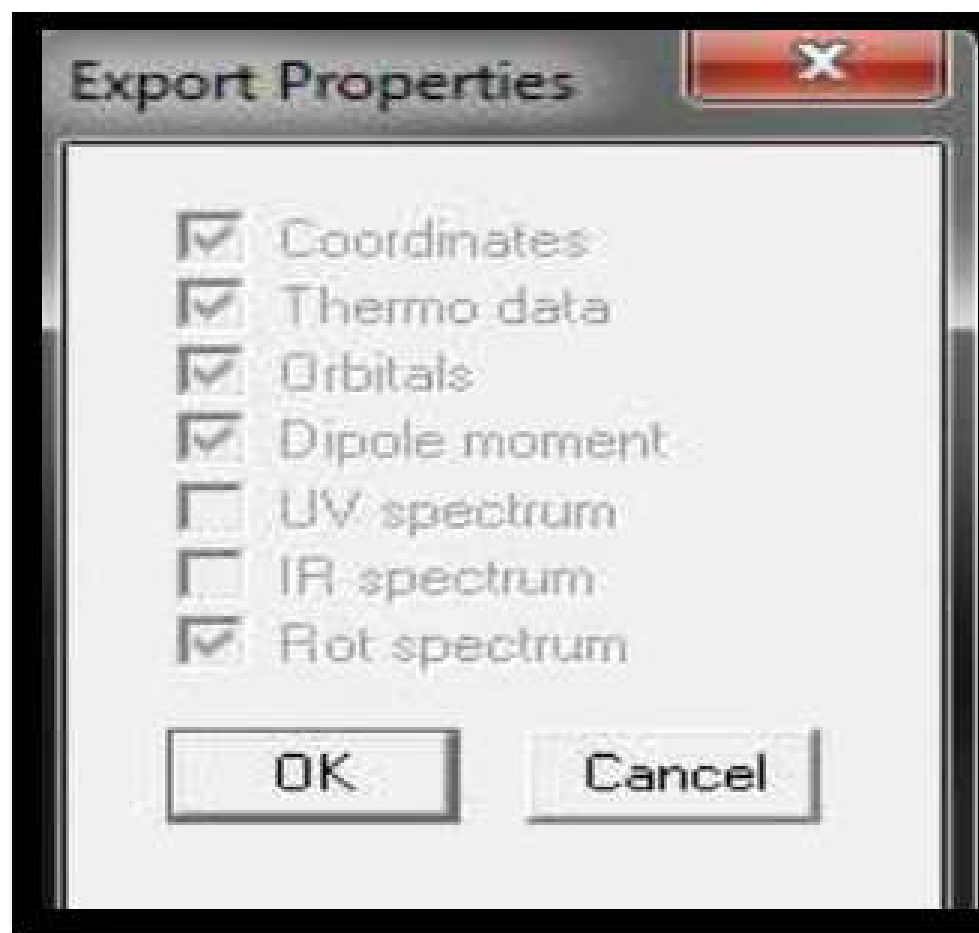 Export Properties
Coordinates
Thermo data
Orbitals
Dipole moment
UV spectrum
IR spectrum
Rot spectrum
OK Cancel